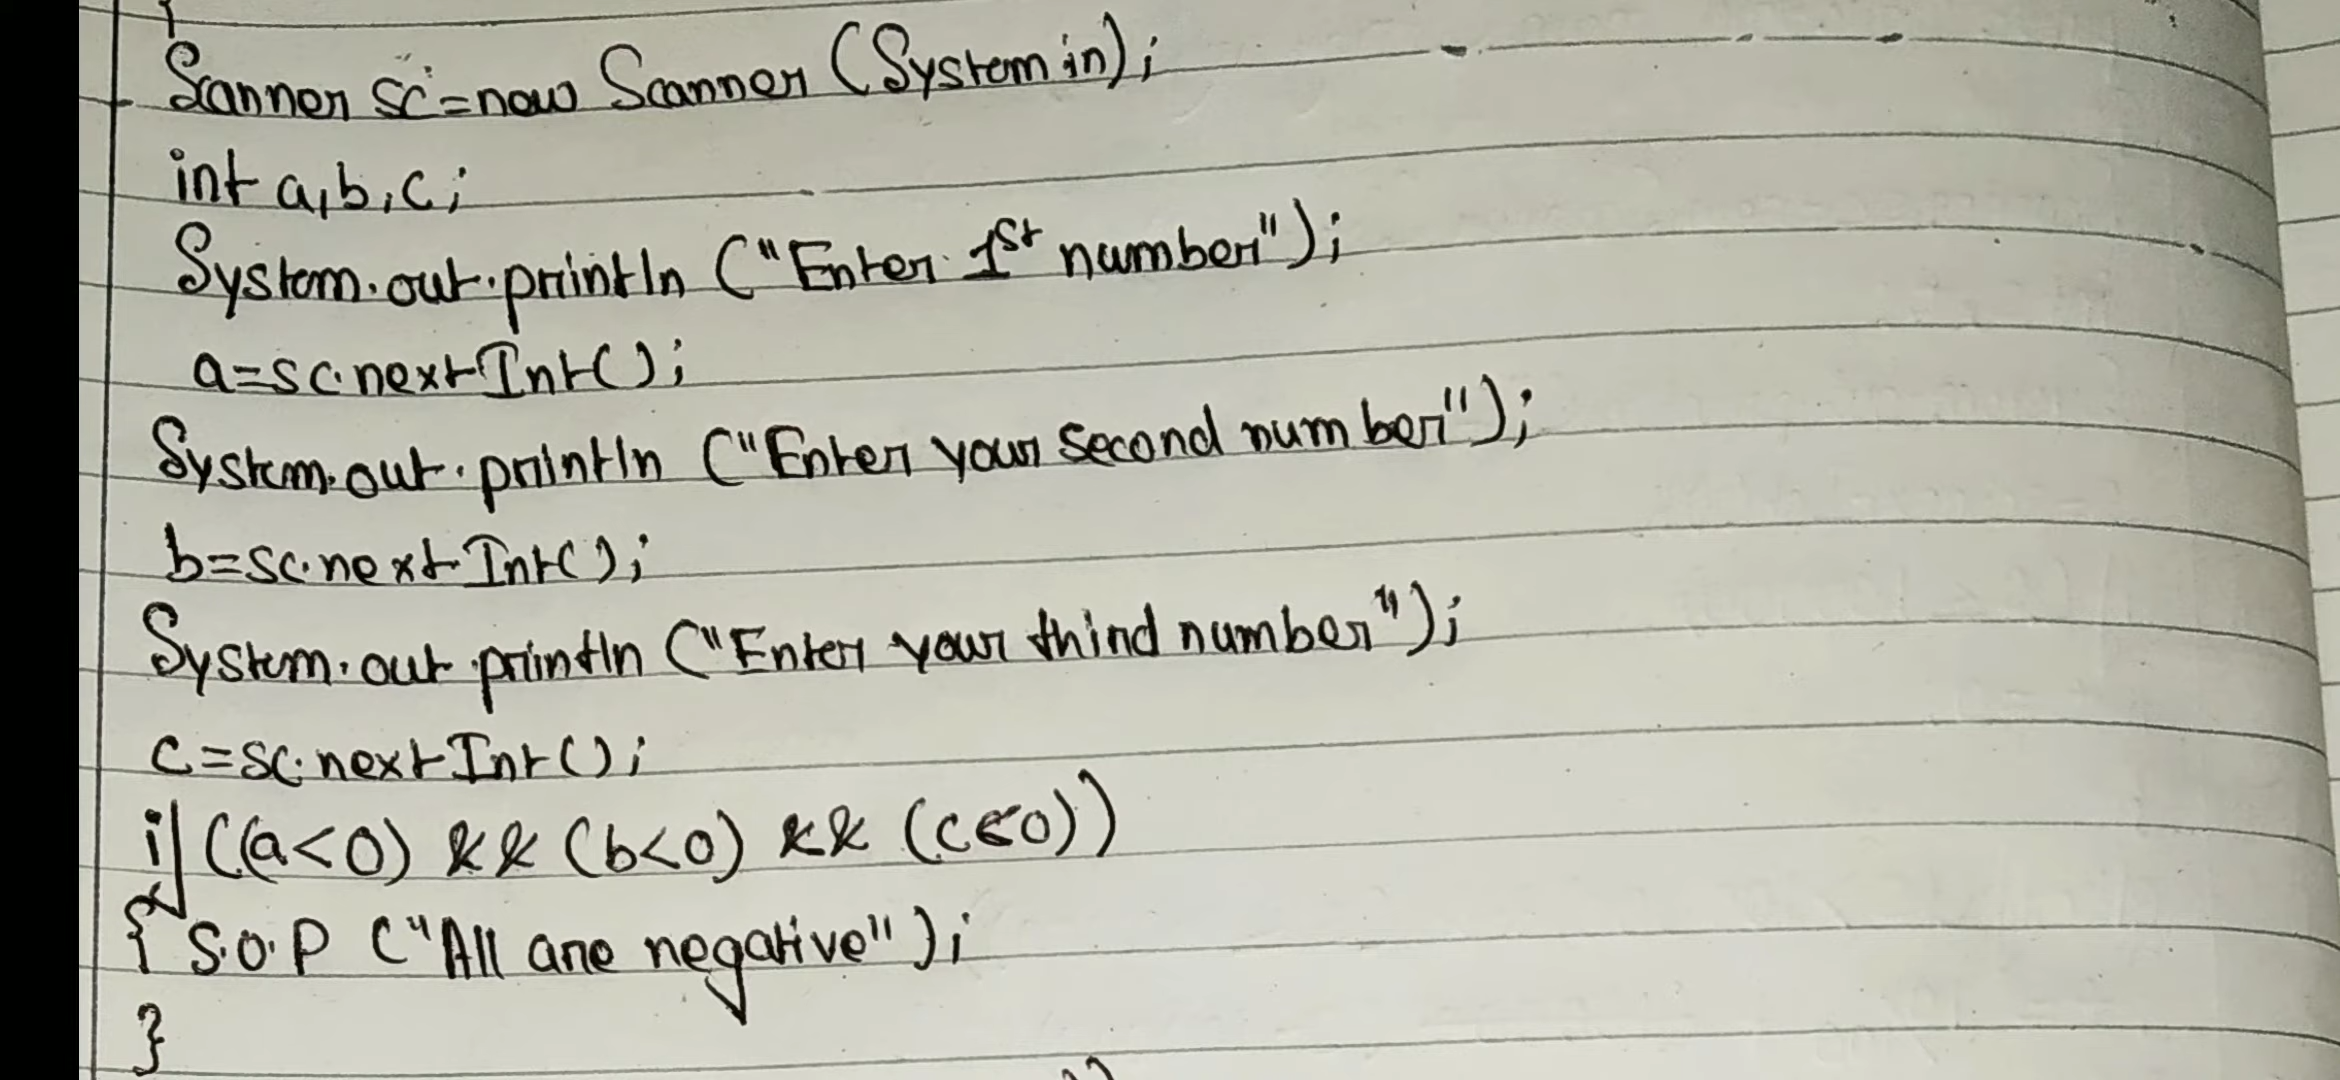 {
Scanner sc=new Scanner (System in);
int a,b,c;
System.out.println ("Enter 1st number");
a=sc.nextInt();
System.out.println ("Enter your second number");
b=sc.nextInt();
System.out.println ("Enter your third number");
c=sc.nextInt();
if ((a<0) && (b<0) && (c<0))
{ S.O.P ("All are negative");
}